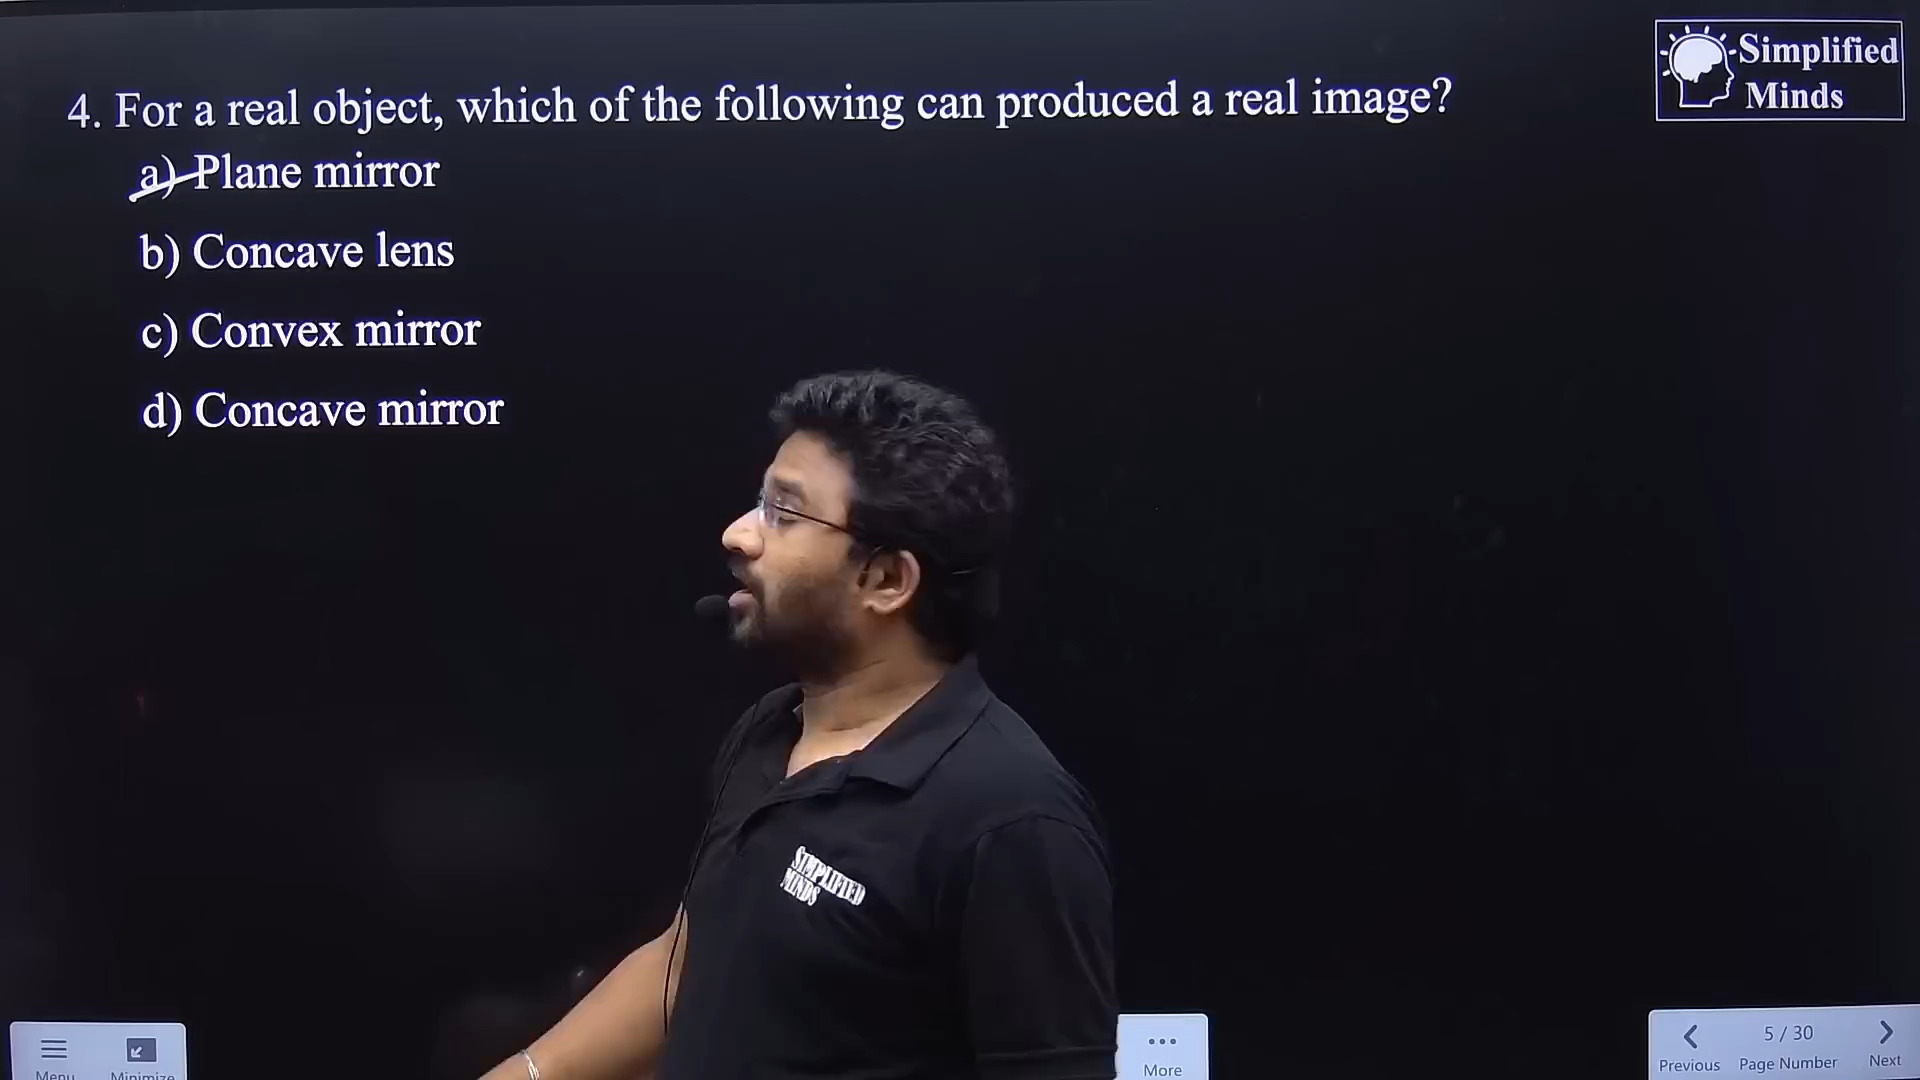 Simplified
Minds
4. For a real object, which of the following can produced a real image?
a) Plane mirror
b) Concave lens
c) Convex mirror
d) Concave mirror
SIMPLIFIED
MINDS
Menu
Minimize
More
Previous
5 / 30
Page Number
Next